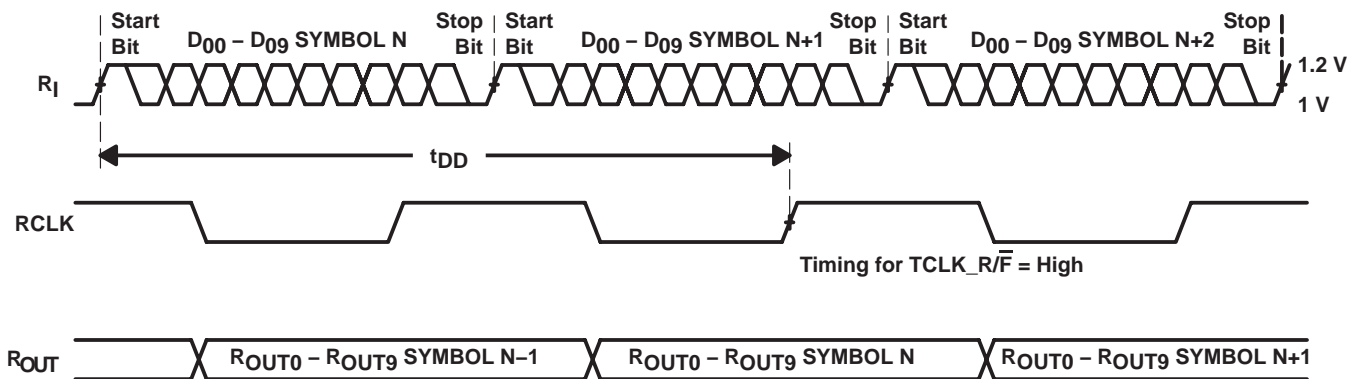 Start Bit
D00 – D09 SYMBOL N
Stop Bit
Start Bit
D00 – D09 SYMBOL N+1
Stop Bit
Start Bit
D00 – D09 SYMBOL N+2
Stop Bit
RI
1.2 V
1 V
tDD
RCLK
Timing for TCLK_R/F̅ = High
ROUT
ROUT0 – ROUT9 SYMBOL N–1
ROUT0 – ROUT9 SYMBOL N
ROUT0 – ROUT9 SYMBOL N+1